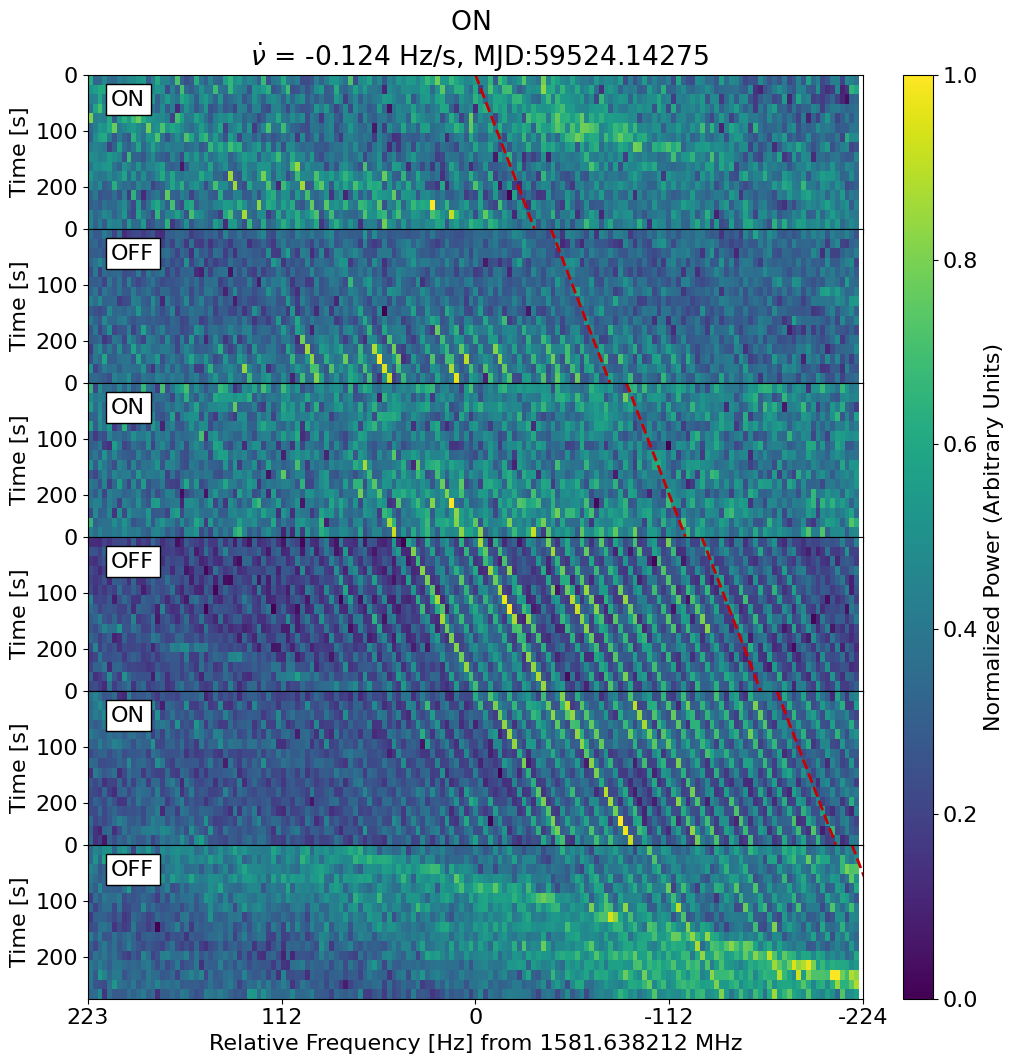 ON
ν̇ = -0.124 Hz/s, MJD:59524.14275
Time [s]
0
100
200
ON
Time [s]
0
100
200
OFF
Time [s]
0
100
200
ON
Time [s]
0
100
200
OFF
Time [s]
0
100
200
ON
Time [s]
0
100
200
OFF
223
112
0
-112
-224
Relative Frequency [Hz] from 1581.638212 MHz
1.0
0.8
0.6
0.4
0.2
0.0
Normalized Power (Arbitrary Units)